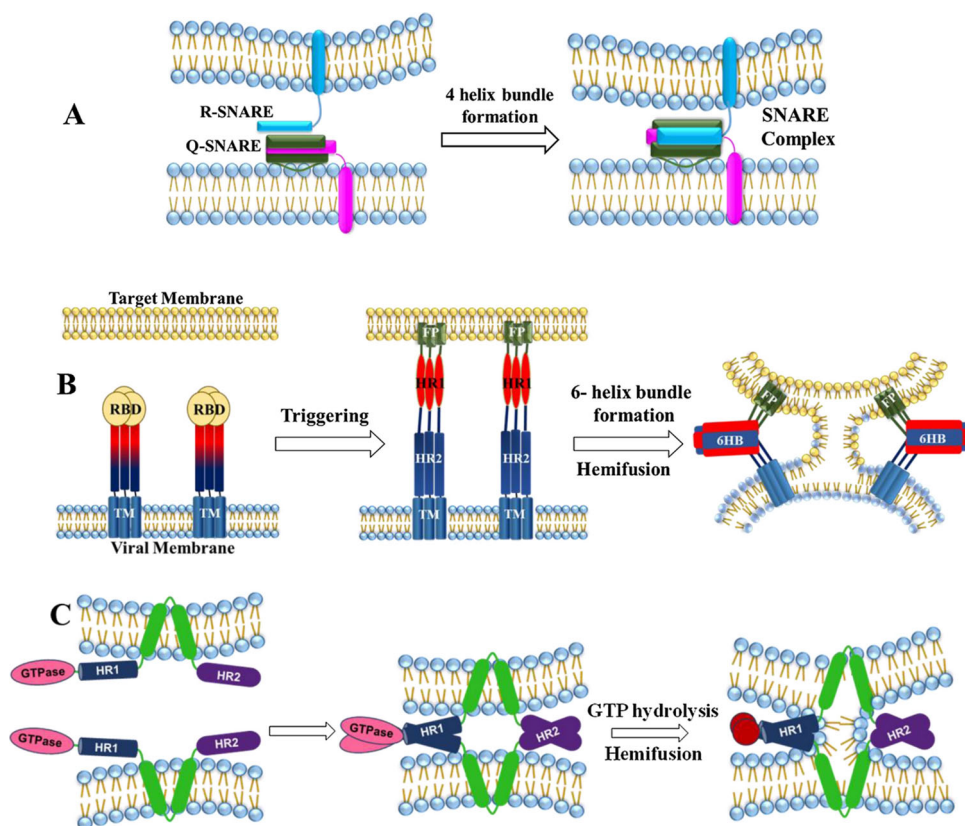 A
R-SNARE
Q-SNARE
4 helix bundle
formation
SNARE
Complex
B
Target Membrane
RBD
RBD
TM
TM
Viral Membrane
Triggering
FP
FP
HR1
HR1
HR2
HR2
TM
TM
6- helix bundle
formation
Hemifusion
FP
FP
6HB
6HB
C
GTPase
HR1
HR2
GTPase
HR1
HR2
GTPase
HR1
HR2
GTP hydrolysis
Hemifusion
HR1
HR2